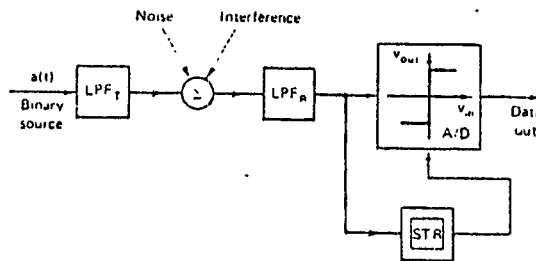 Noise
Interference
a(t)
Binary
source
LPF_T
Σ
LPF_R
V_out
V_in
A/D
Data
out
STR